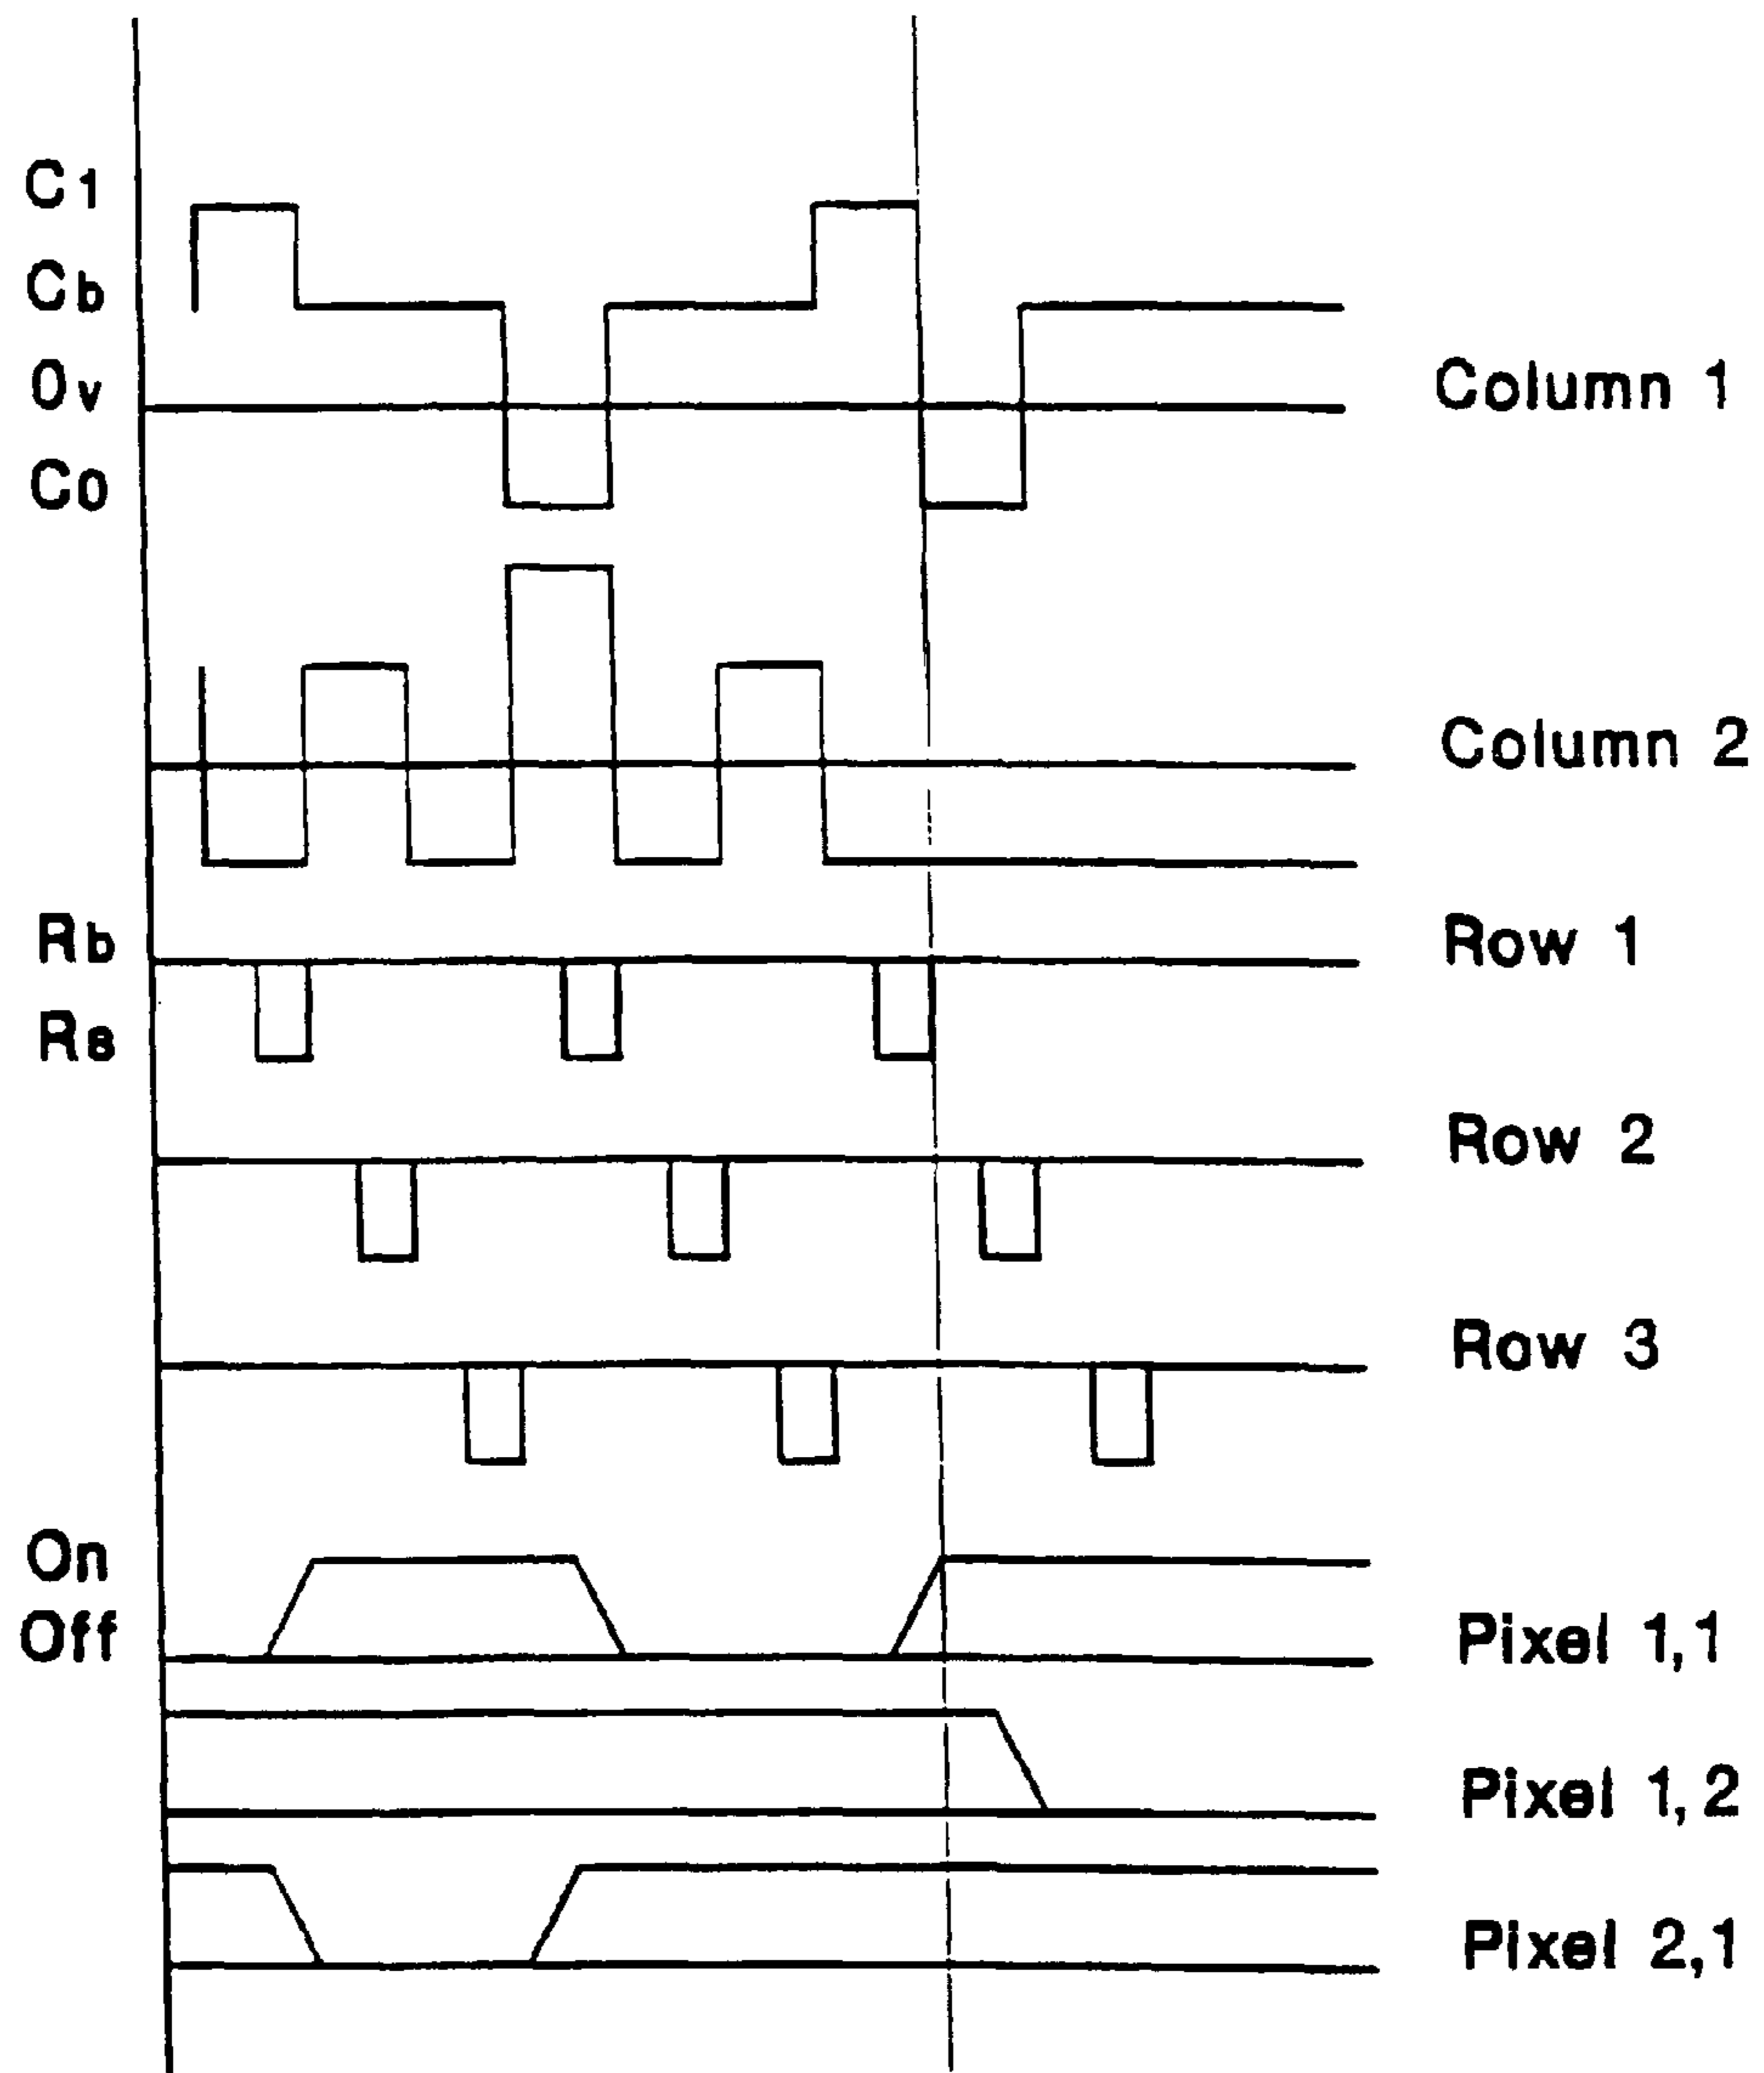 C1
Cb
0v
Column 1
C0
Column 2
Rb
Row 1
Rs
Row 2
Row 3
On
Off
Pixel 1,1
Pixel 1,2
Pixel 2,1